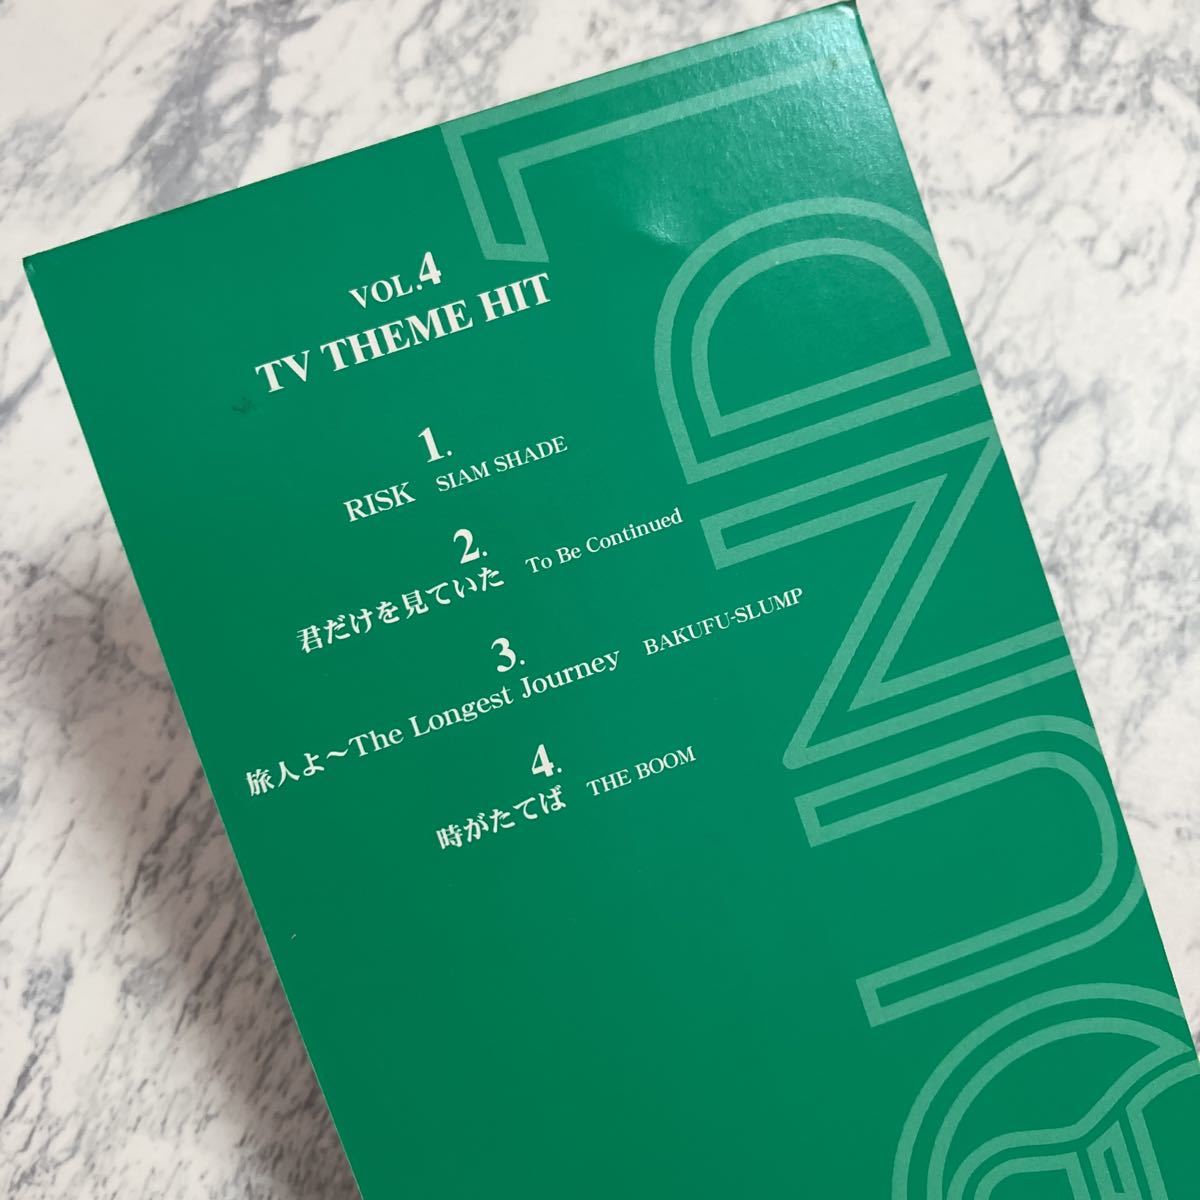 VOL.4
TV THEME HIT
1.
RISK SIAM SHADE
2.
君だけを見ていた To Be Continued
3.
旅人よ〜The Longest Journey BAKUFU-SLUMP
4.
時がたてば THE BOOM